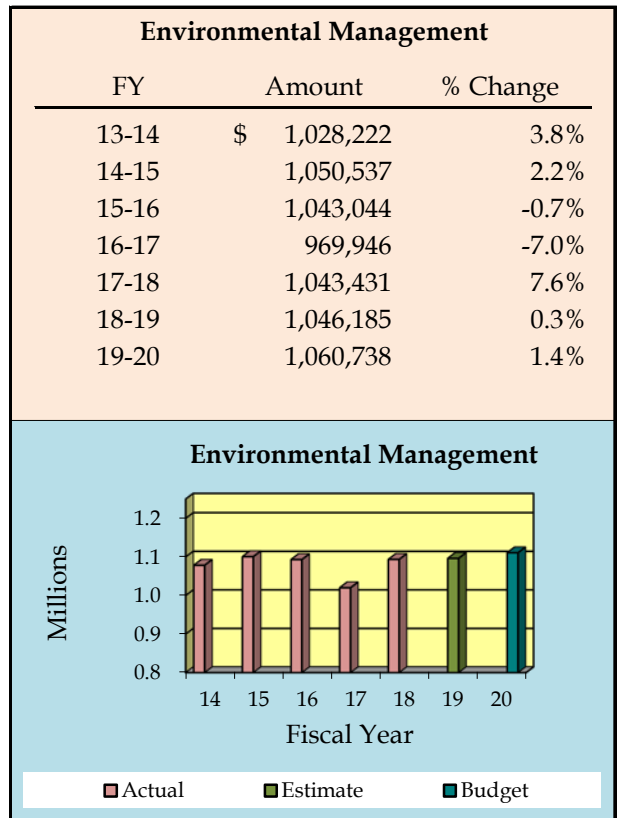 Environmental Management
FY Amount % Change
13-14 $ 1,028,222 3.8%
14-15 1,050,537 2.2%
15-16 1,043,044 -0.7%
16-17 969,946 -7.0%
17-18 1,043,431 7.6%
18-19 1,046,185 0.3%
19-20 1,060,738 1.4%
Environmental Management
Millions
1.2
1.1
1.0
0.9
0.8
14 15 16 17 18 19 20
Fiscal Year
Actual Estimate Budget